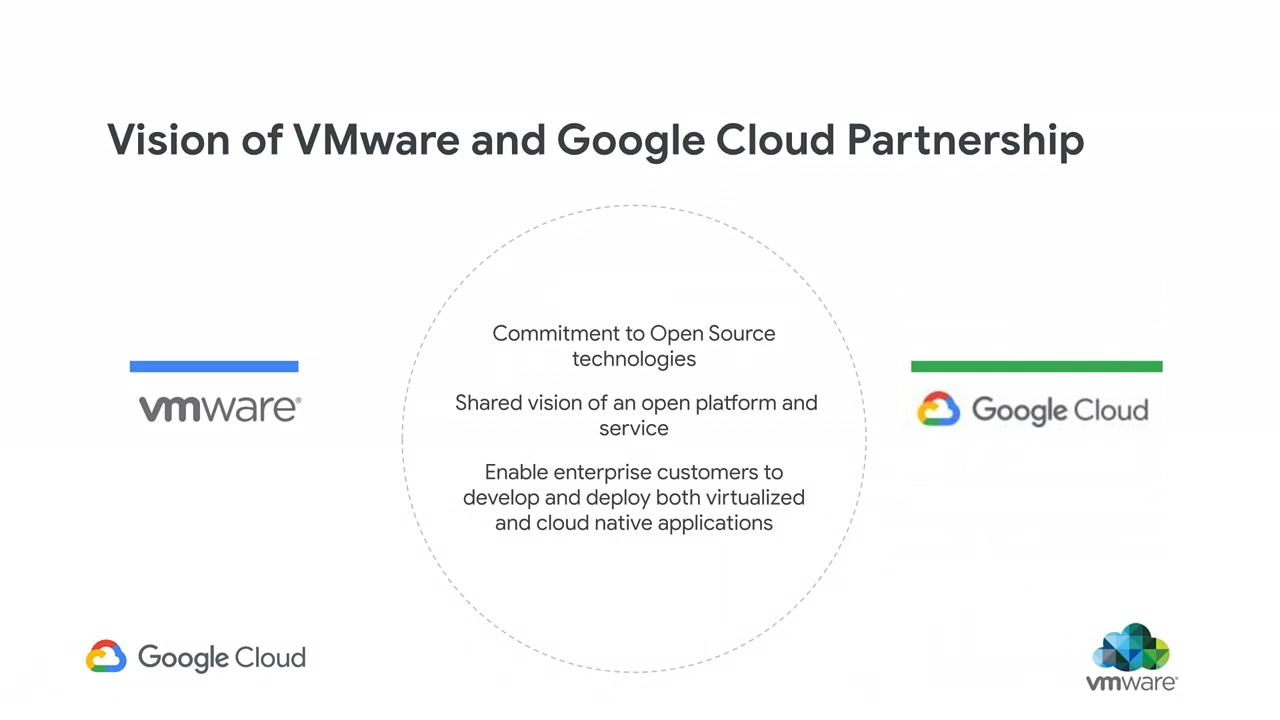 Vision of VMware and Google Cloud Partnership
Commitment to Open Source
technologies
Shared vision of an open platform and
service
Enable enterprise customers to
develop and deploy both virtualized
and cloud native applications
vmware®
Google Cloud
Google Cloud
vmware®